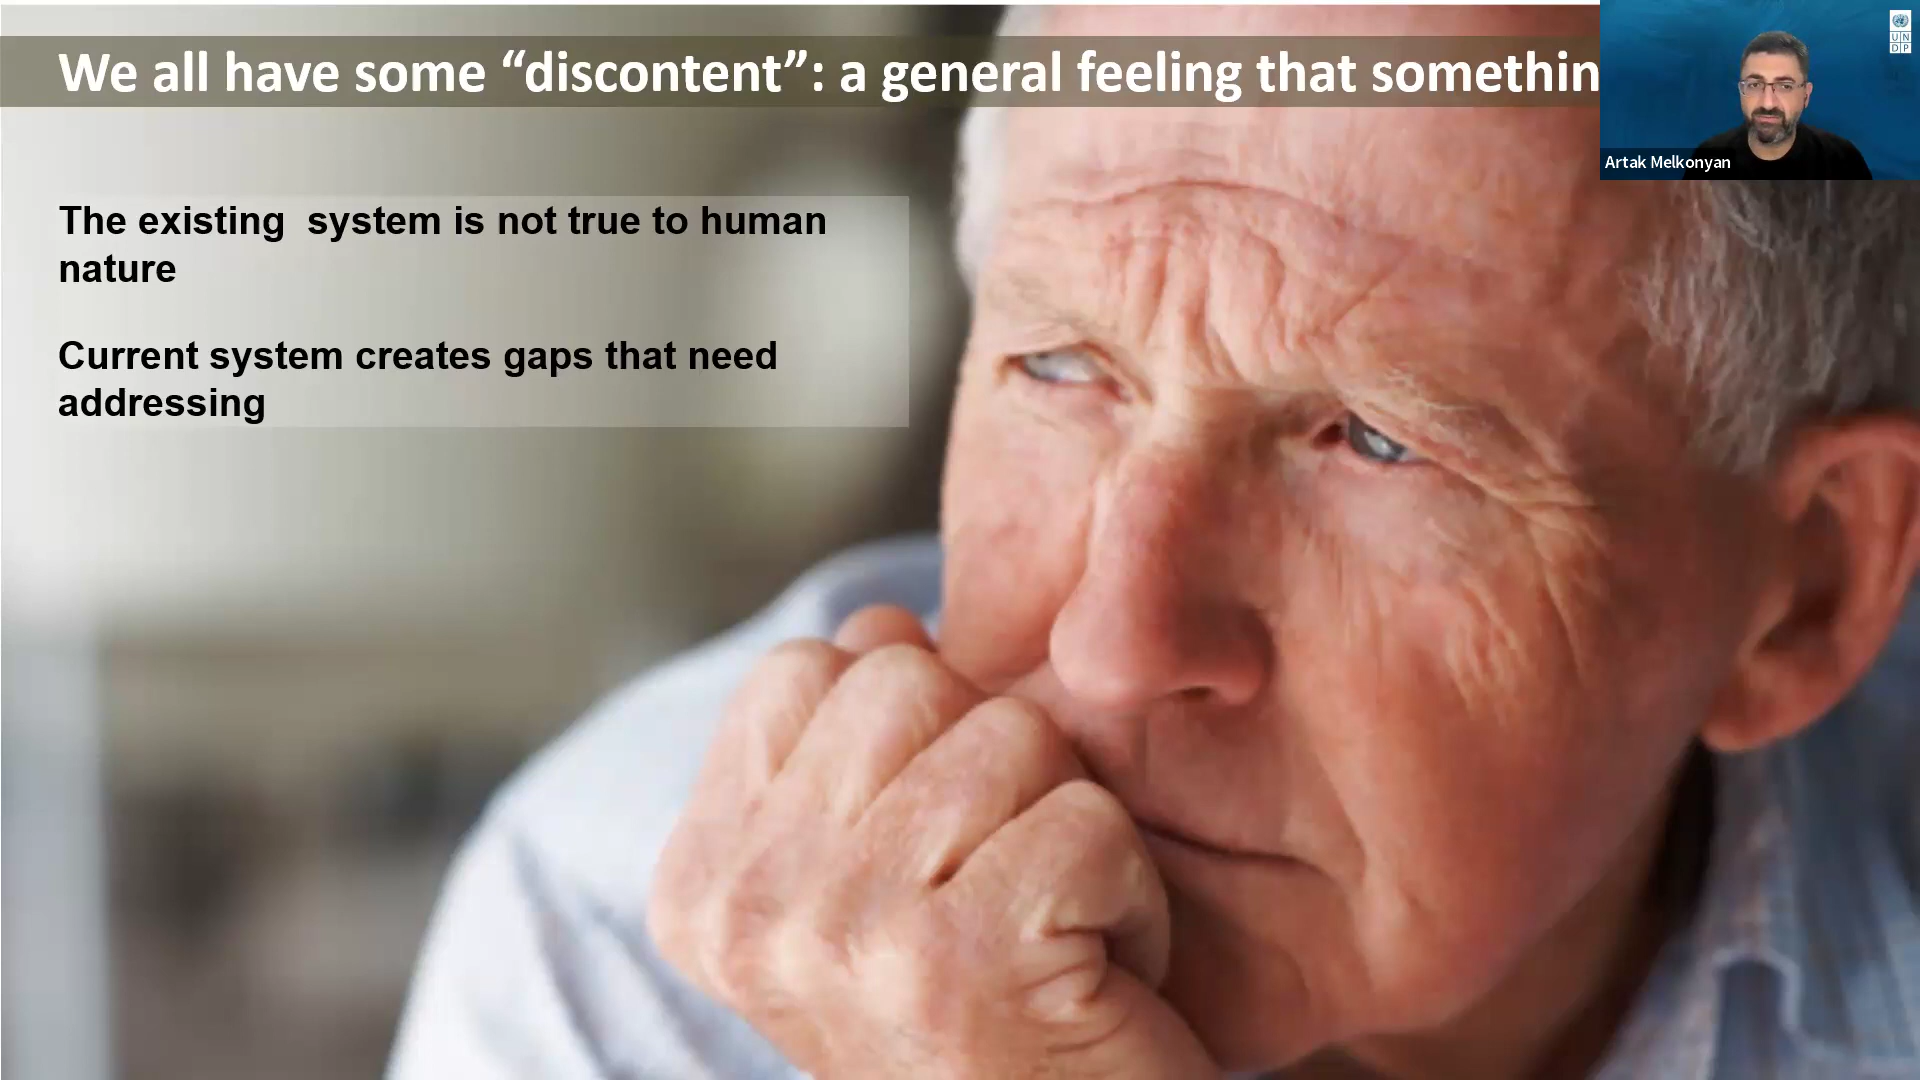 We all have some “discontent”: a general feeling that somethin
The existing  system is not true to human
nature
Current system creates gaps that need
addressing
Artak Melkonyan
U N
D P